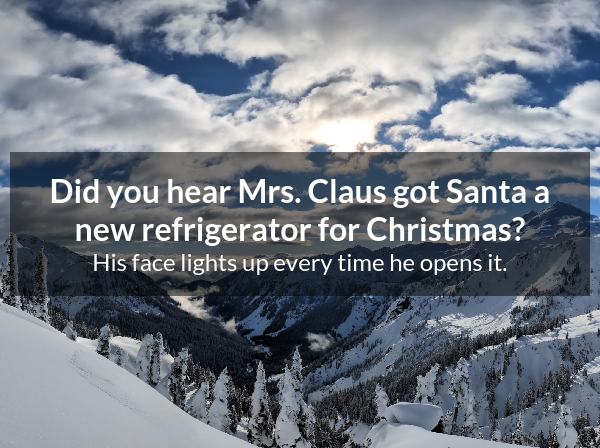 Did you hear Mrs. Claus got Santa a
new refrigerator for Christmas?
His face lights up every time he opens it.